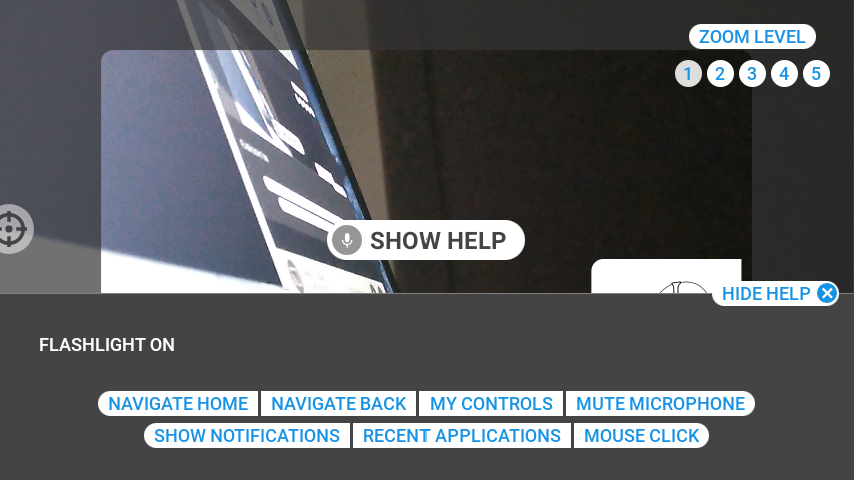 ZOOM LEVEL
1 2 3 4 5
SHOW HELP
HIDE HELP
FLASHLIGHT ON
NAVIGATE HOME NAVIGATE BACK MY CONTROLS MUTE MICROPHONE
SHOW NOTIFICATIONS RECENT APPLICATIONS MOUSE CLICK